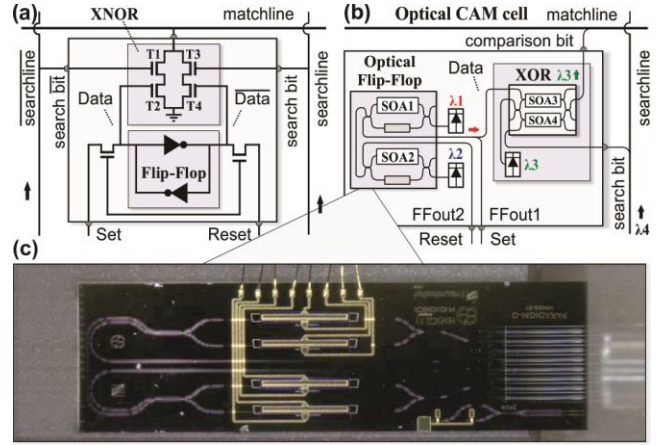 (a)
XNOR
matchline
searchline
search bit
T1
T3
T2
T4
Data
Data
Flip-Flop
search bit
searchline
Set
Reset
(b)
Optical CAM cell
matchline
comparison bit
Optical
Flip-Flop
Data
XOR
λ3
SOA1
λ1
SOA3
SOA4
SOA2
λ2
λ3
search bit
FFout2
FFout1
Reset
Set
λ4
(c)
PARADIGM-D